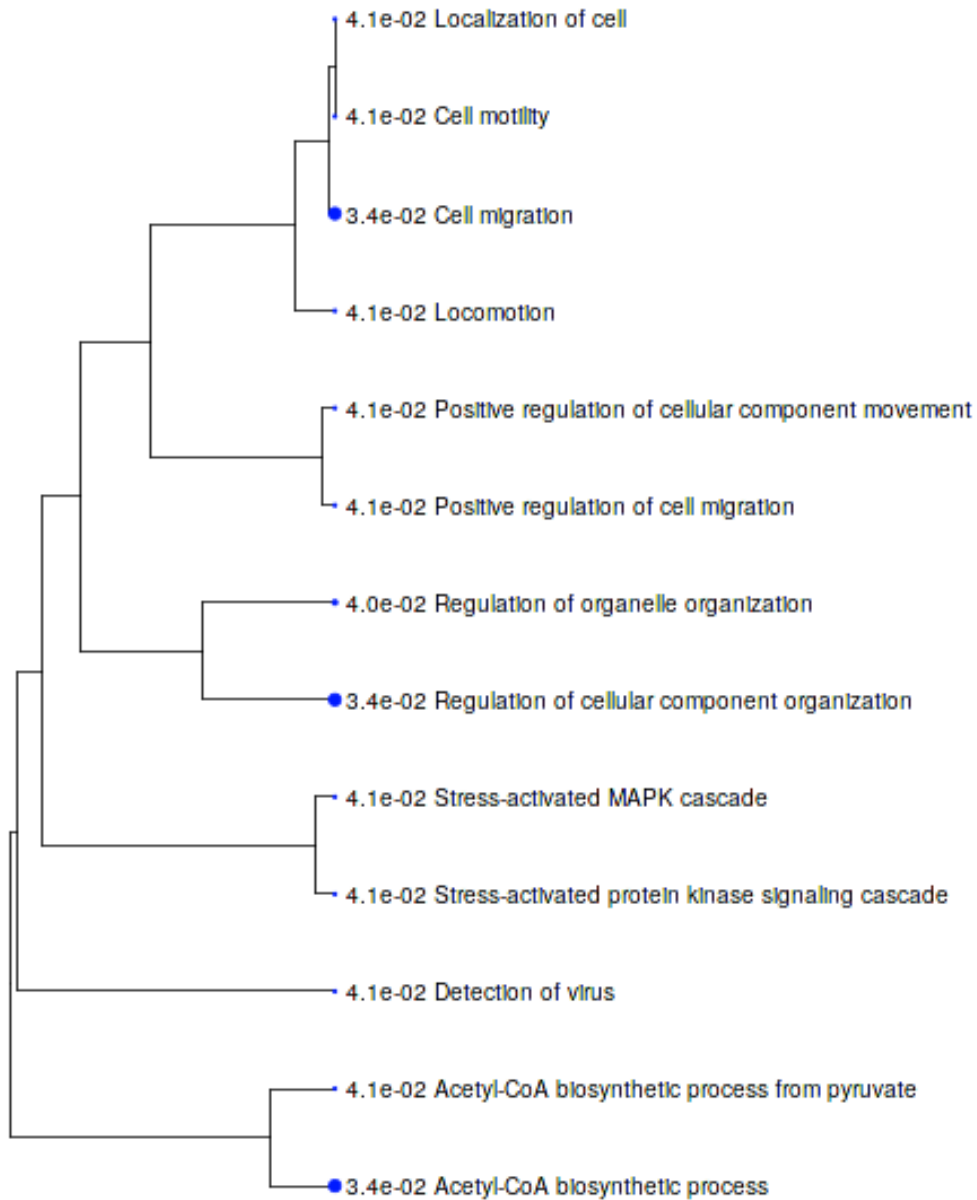 4.1e-02 Localization of cell
4.1e-02 Cell motility
3.4e-02 Cell migration
4.1e-02 Locomotion
4.1e-02 Positive regulation of cellular component movement
4.1e-02 Positive regulation of cell migration
4.0e-02 Regulation of organelle organization
3.4e-02 Regulation of cellular component organization
4.1e-02 Stress-activated MAPK cascade
4.1e-02 Stress-activated protein kinase signaling cascade
4.1e-02 Detection of virus
4.1e-02 Acetyl-CoA biosynthetic process from pyruvate
3.4e-02 Acetyl-CoA biosynthetic process